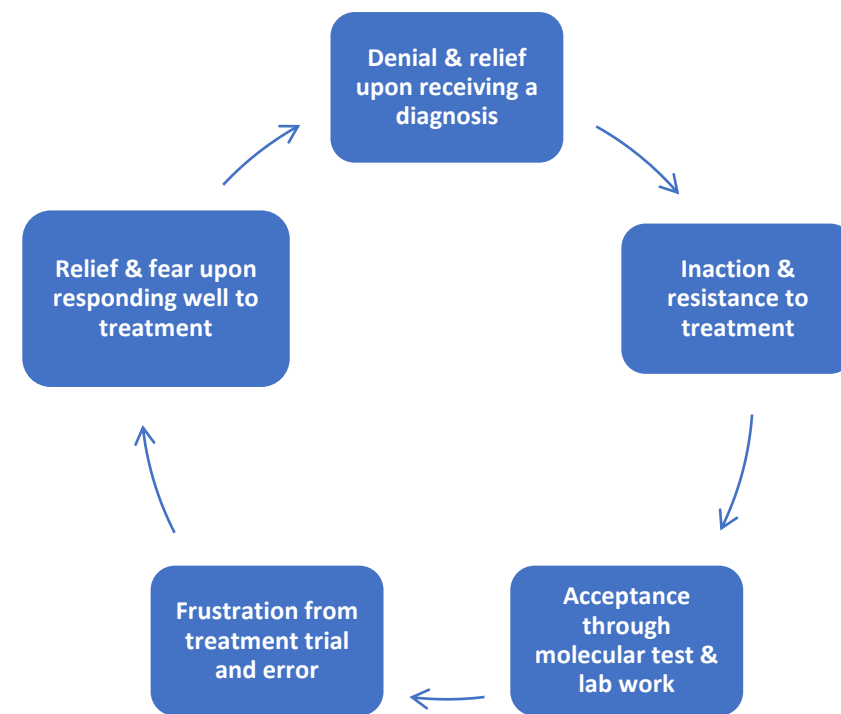 Denial & relief
upon receiving a
diagnosis
Inaction &
resistance to
treatment
Acceptance
through
molecular test &
lab work
Frustration from
treatment trial
and error
Relief & fear upon
responding well to
treatment